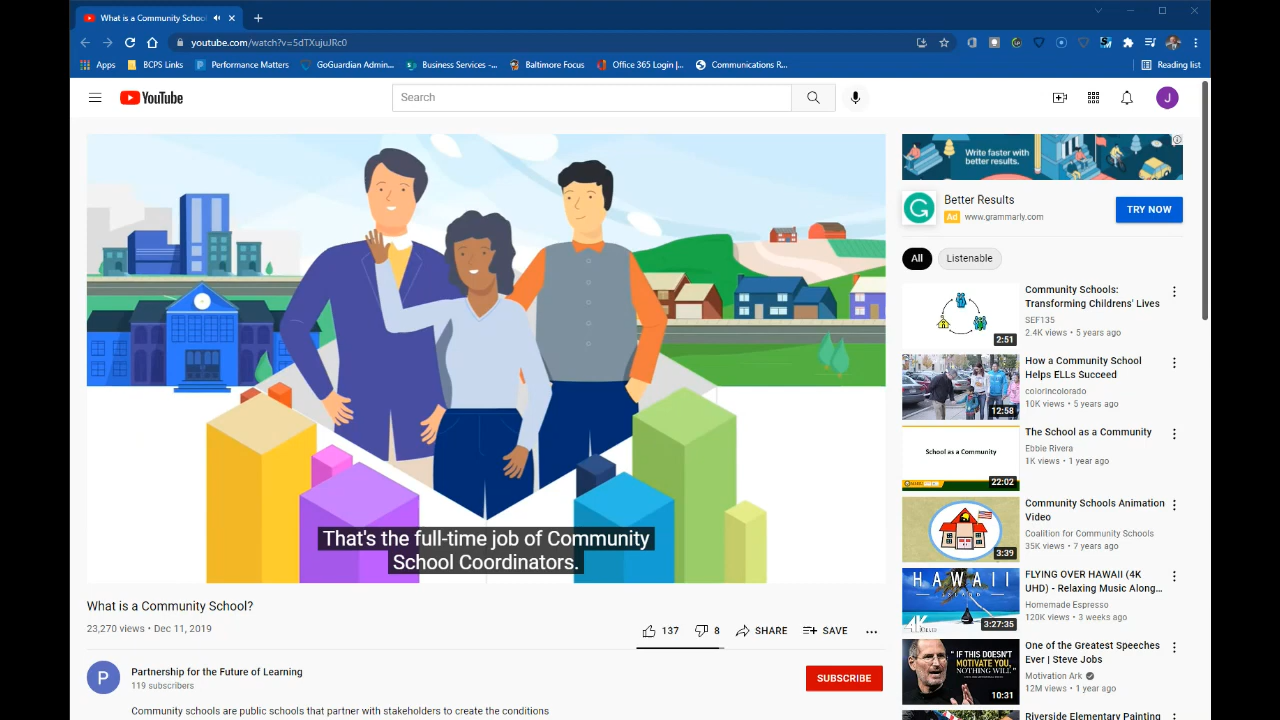 What is a Community School
youtube.com/watch?v=5dTXujuJRc0
Apps
BCPS Links
Performance Matters
GoGuardian Admin...
Business Services -...
Baltimore Focus
Office 365 Login |...
Communications R...
Reading list
YouTube
Search
J
That's the full-time job of Community
School Coordinators.
What is a Community School?
23,270 views • Dec 11, 2019
137
8
SHARE
SAVE
P
Partnership for the Future of Learning
119 subscribers
SUBSCRIBE
Community schools are public schools that partner with stakeholders to create the conditions
Write faster with
better results.
Better Results
Ad www.grammarly.com
TRY NOW
All
Listenable
2:51
Community Schools:
Transforming Childrens' Lives
SEF135
2.4K views • 5 years ago
12:58
How a Community School
Helps ELLs Succeed
colorincolorado
10K views • 5 years ago
School as a Community
22:02
The School as a Community
Ebbie Rivera
1K views • 1 year ago
3:39
Community Schools Animation
Video
Coalition for Community Schools
35K views • 7 years ago
HAWAII
4K
3:27:35
FLYING OVER HAWAII (4K
UHD) - Relaxing Music Along...
Homemade Espresso
120K views • 3 weeks ago
"IF THIS DOESN'T
MOTIVATE YOU,
NOTHING WILL."
10:31
One of the Greatest Speeches
Ever | Steve Jobs
Motivation Ark
12M views • 1 year ago
Riverside Elementary Painting